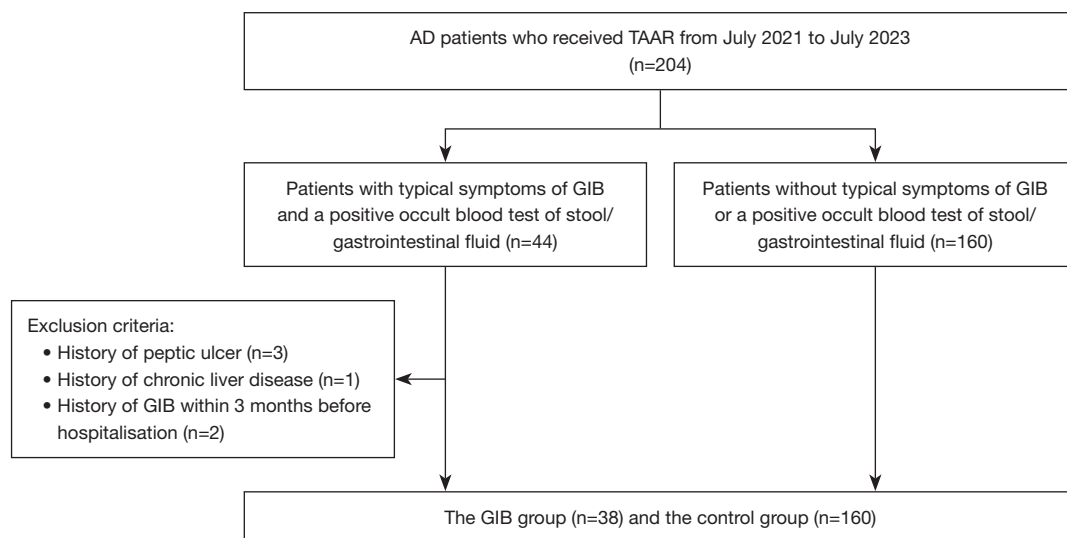 AD patients who received TAAR from July 2021 to July 2023
(n=204)
Patients with typical symptoms of GIB
and a positive occult blood test of stool/
gastrointestinal fluid (n=44)
Patients without typical symptoms of GIB
or a positive occult blood test of stool/
gastrointestinal fluid (n=160)
Exclusion criteria:
• History of peptic ulcer (n=3)
• History of chronic liver disease (n=1)
• History of GIB within 3 months before
hospitalisation (n=2)
The GIB group (n=38) and the control group (n=160)